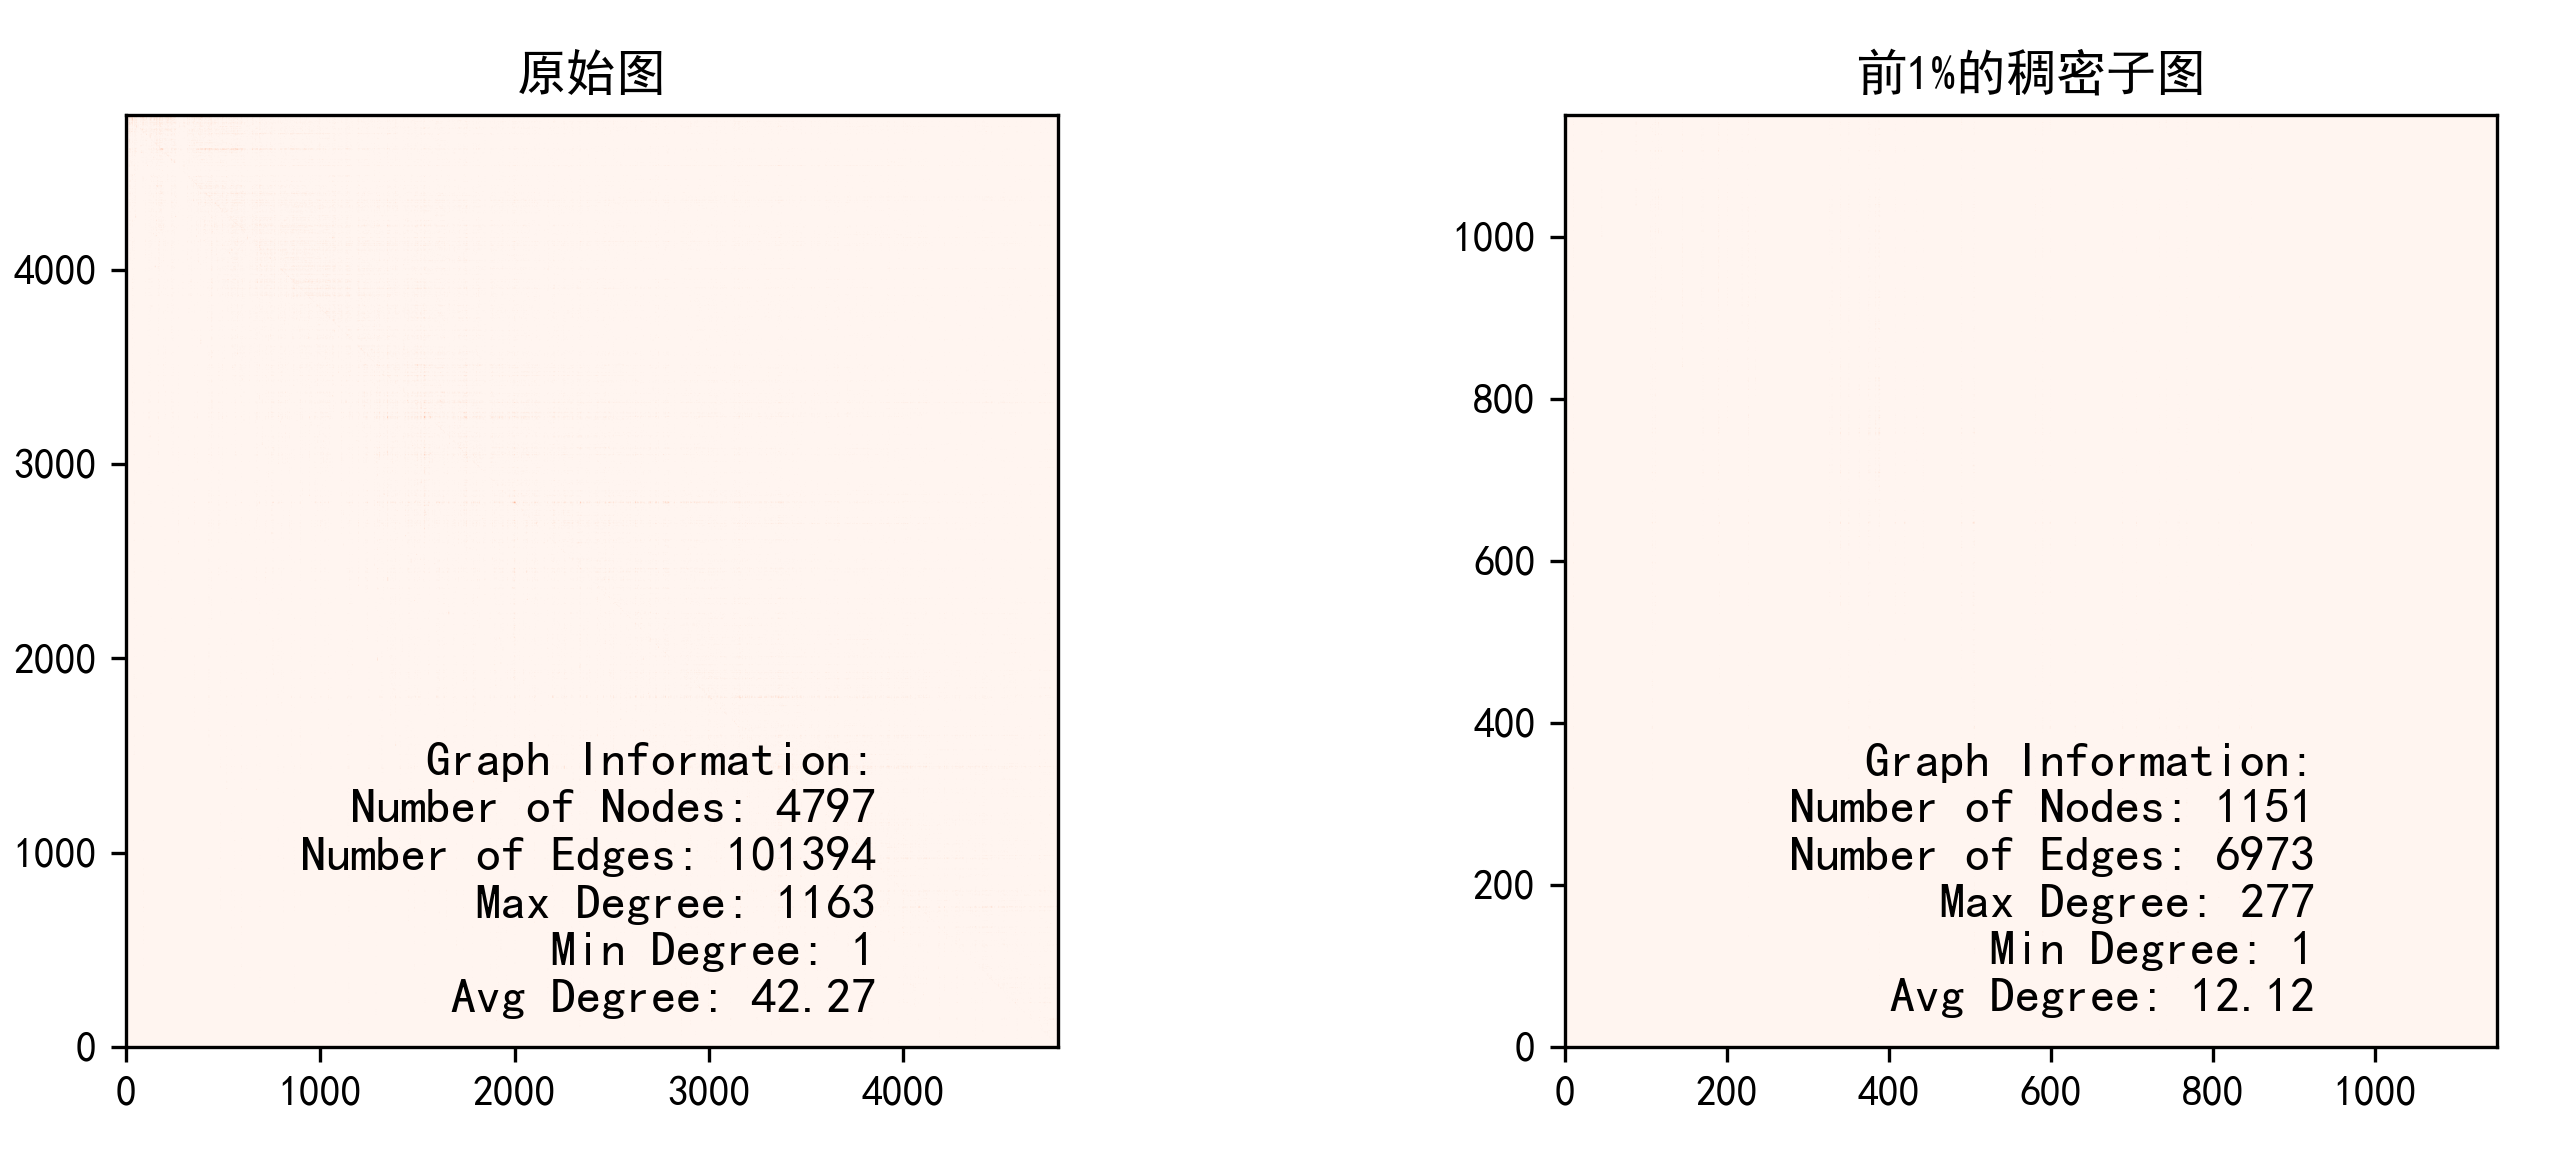 原始图
4000
3000
2000
1000
0
0 1000 2000 3000 4000
Graph Information:
Number of Nodes: 4797
Number of Edges: 101394
Max Degree: 1163
Min Degree: 1
Avg Degree: 42.27
前1%的稠密子图
1000
800
600
400
200
0
0 200 400 600 800 1000
Graph Information:
Number of Nodes: 1151
Number of Edges: 6973
Max Degree: 277
Min Degree: 1
Avg Degree: 12.12